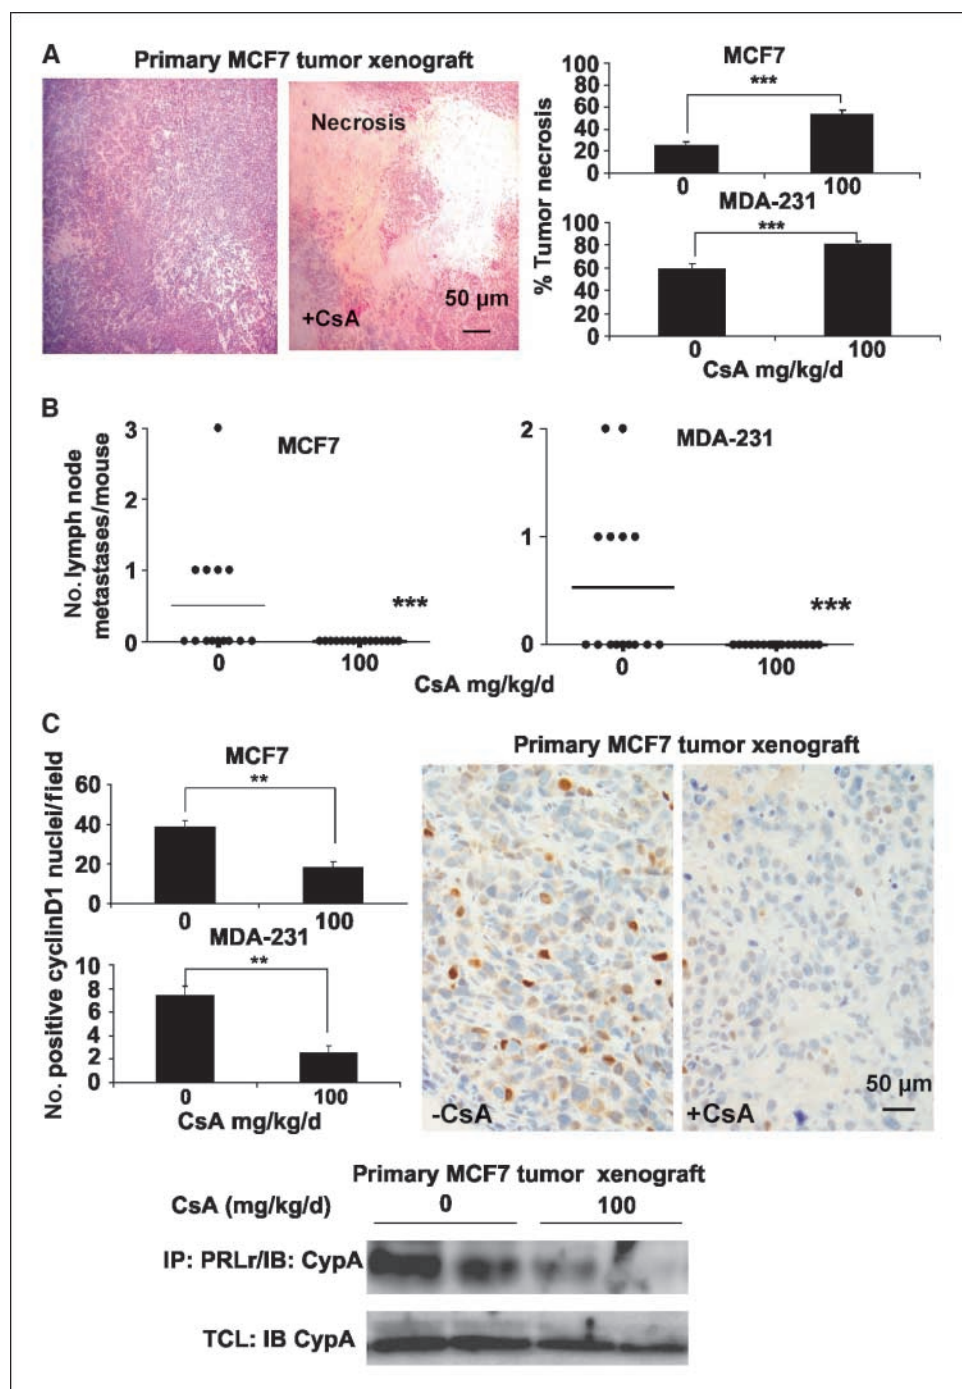 A
Primary MCF7 tumor xenograft
Necrosis
+CsA
50 µm
% Tumor necrosis
MCF7
***
100
80
60
40
20
0
0 100
MDA-231
***
100
80
60
40
20
0
0 100
CsA mg/kg/d
B
No. lymph node
metastases/mouse
MCF7
3
2
1
0
***
0 100
MDA-231
2
1
0
***
0 100
CsA mg/kg/d
C
No. positive cyclinD1 nuclei/field
MCF7
**
60
40
20
0
0 100
MDA-231
**
10
8
6
4
2
0
0 100
CsA mg/kg/d
Primary MCF7 tumor xenograft
-CsA
+CsA
50 µm
Primary MCF7 tumor xenograft
CsA (mg/kg/d) 0 100
IP: PRLr/IB: CypA
TCL: IB CypA